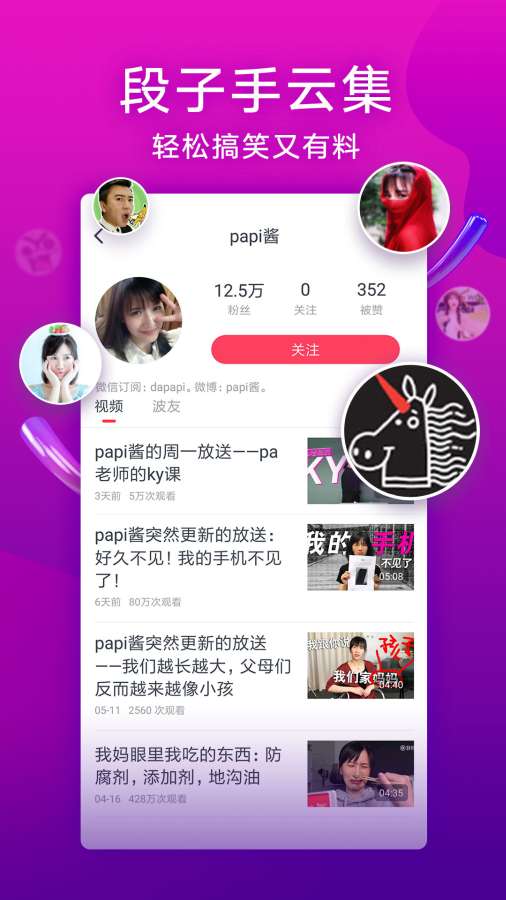 段子手云集
轻松搞笑又有料
papi酱
12.5万
0
352
粉丝
关注
被赞
关注
微信订阅：dapapi。微博：papi酱。
视频
波友
papi酱的周一放送——pa
老师的ky课
3天前 5万次观看
KY
papi酱突然更新的放送：
好久不见！我的手机不见
了！
6天前 80万次观看
我的 手机
不见了
05:08
papi酱突然更新的放送
——我们越长越大，父母们
反而越来越像小孩
05-11 2560 次观看
我跟你说
孩子
我们家妈妈
04:40
我妈眼里我吃的东西：防
腐剂，添加剂，地沟油
04-16 428万次观看
04:35